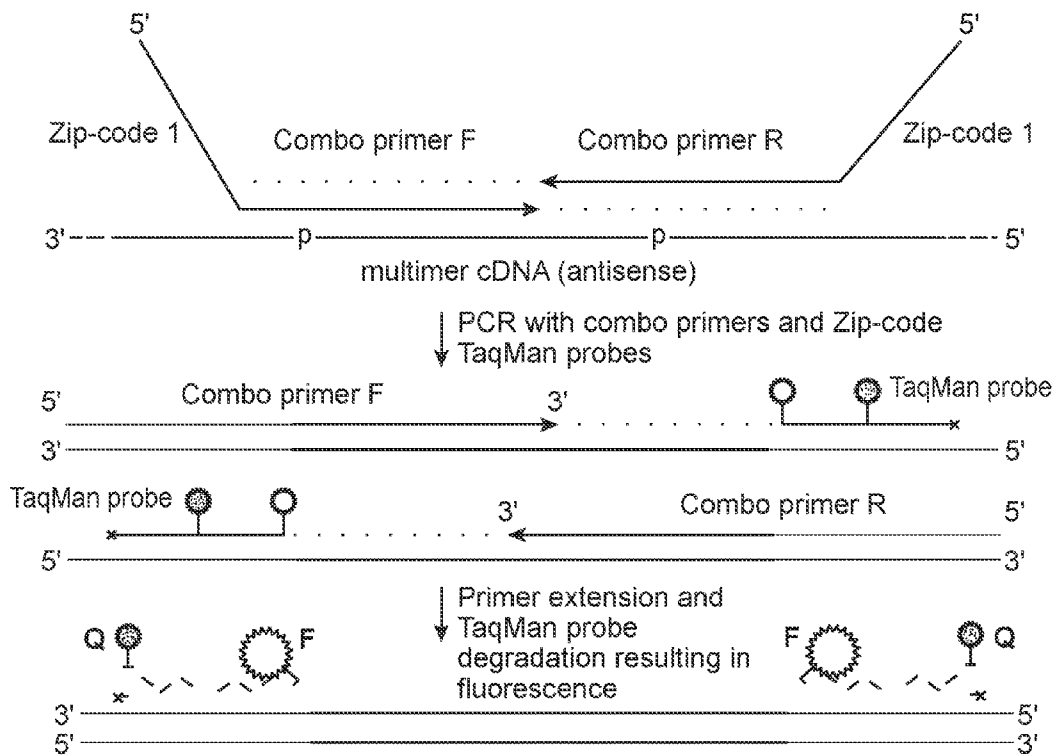 5' 5'
Zip-code 1 Combo primer F Combo primer R Zip-code 1
3' p p 5'
multimer cDNA (antisense)
PCR with combo primers and Zip-code
TaqMan probes
5' Combo primer F 3' TaqMan probe
3' 5'
TaqMan probe 3' Combo primer R 5'
5' 3'
Primer extension and
TaqMan probe
degradation resulting in
fluorescence
Q F F Q
3' 5'
5' 3'